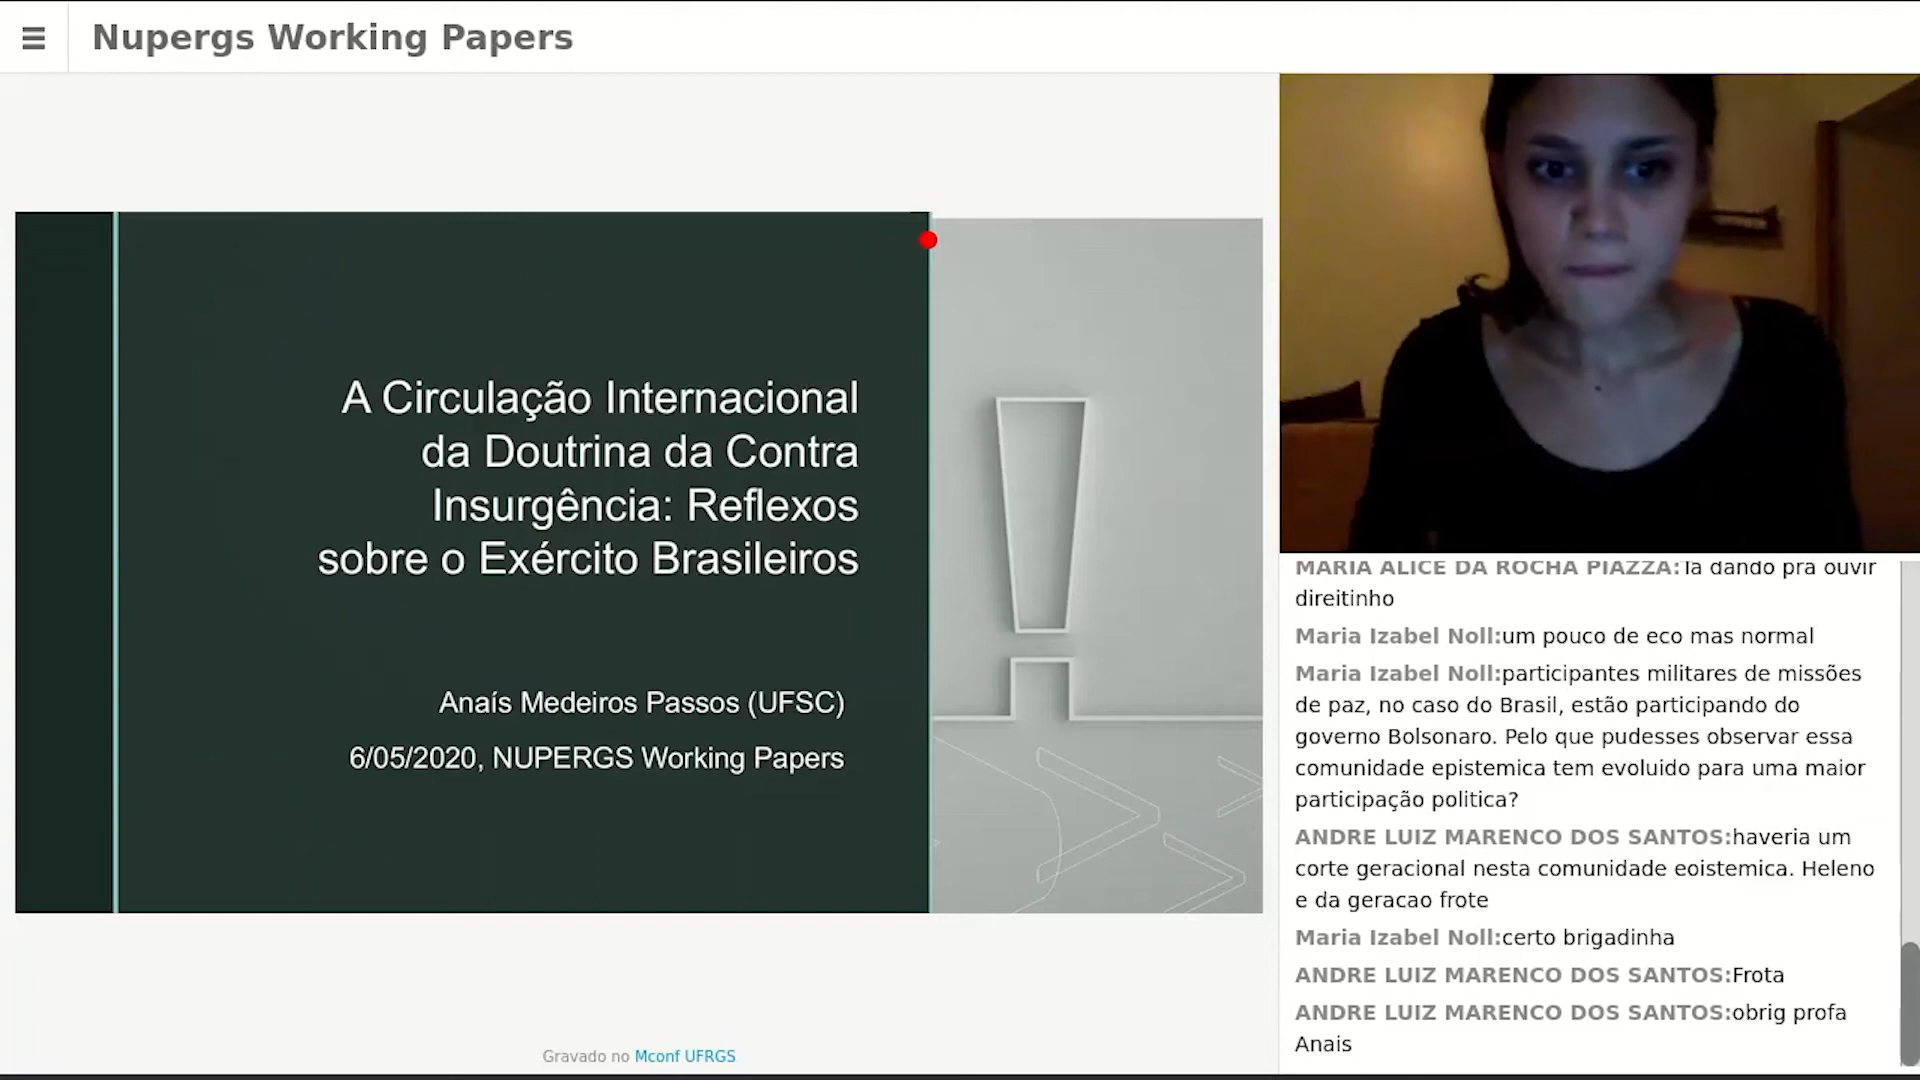 Nupergs Working Papers
A Circulação Internacional
da Doutrina da Contra
Insurgência: Reflexos
sobre o Exército Brasileiros
Anaís Medeiros Passos (UFSC)
6/05/2020, NUPERGS Working Papers
Gravado no Mconf UFRGS
MARIA ALICE DA ROCHA PIAZZA: Ta dando pra ouvir
direitinho
Maria Izabel Noll:um pouco de eco mas normal
Maria Izabel Noll:participantes militares de missões
de paz, no caso do Brasil, estão participando do
governo Bolsonaro. Pelo que pudesses observar essa
comunidade epistemica tem evoluido para uma maior
participação politica?
ANDRE LUIZ MARENCO DOS SANTOS:haveria um
corte geracional nesta comunidade eoistemica. Heleno
e da geracao frote
Maria Izabel Noll:certo brigadinha
ANDRE LUIZ MARENCO DOS SANTOS:Frota
ANDRE LUIZ MARENCO DOS SANTOS:obrig profa
Anais